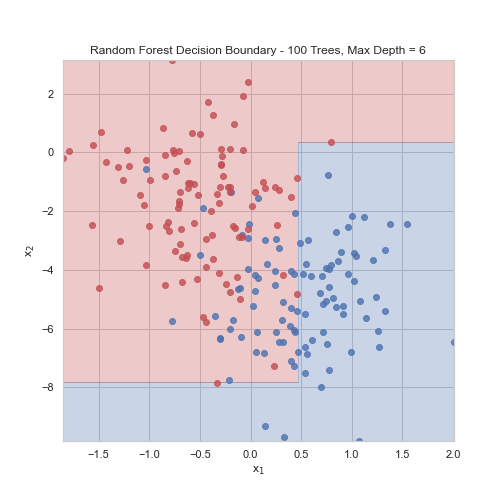 Random Forest Decision Boundary - 100 Trees, Max Depth = 6
2
0
−2
−4
−6
−8
x₂
−1.5 −1.0 −0.5 0.0 0.5 1.0 1.5 2.0
x₁